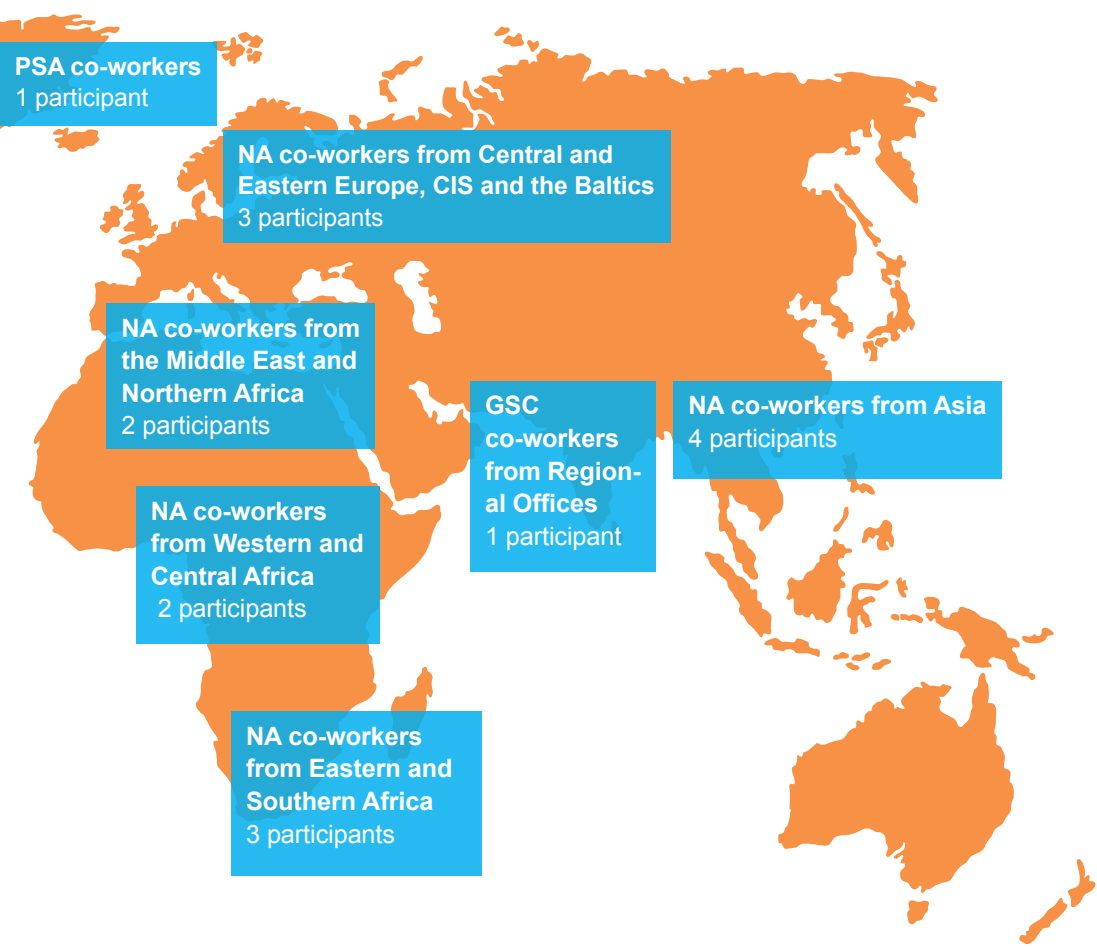 PSA co-workers
1 participant
NA co-workers from Central and
Eastern Europe, CIS and the Baltics
3 participants
NA co-workers from
the Middle East and
Northern Africa
2 participants
GSC
co-workers
from Region-
al Offices
1 participant
NA co-workers from Asia
4 participants
NA co-workers
from Western and
Central Africa
2 participants
NA co-workers
from Eastern and
Southern Africa
3 participants